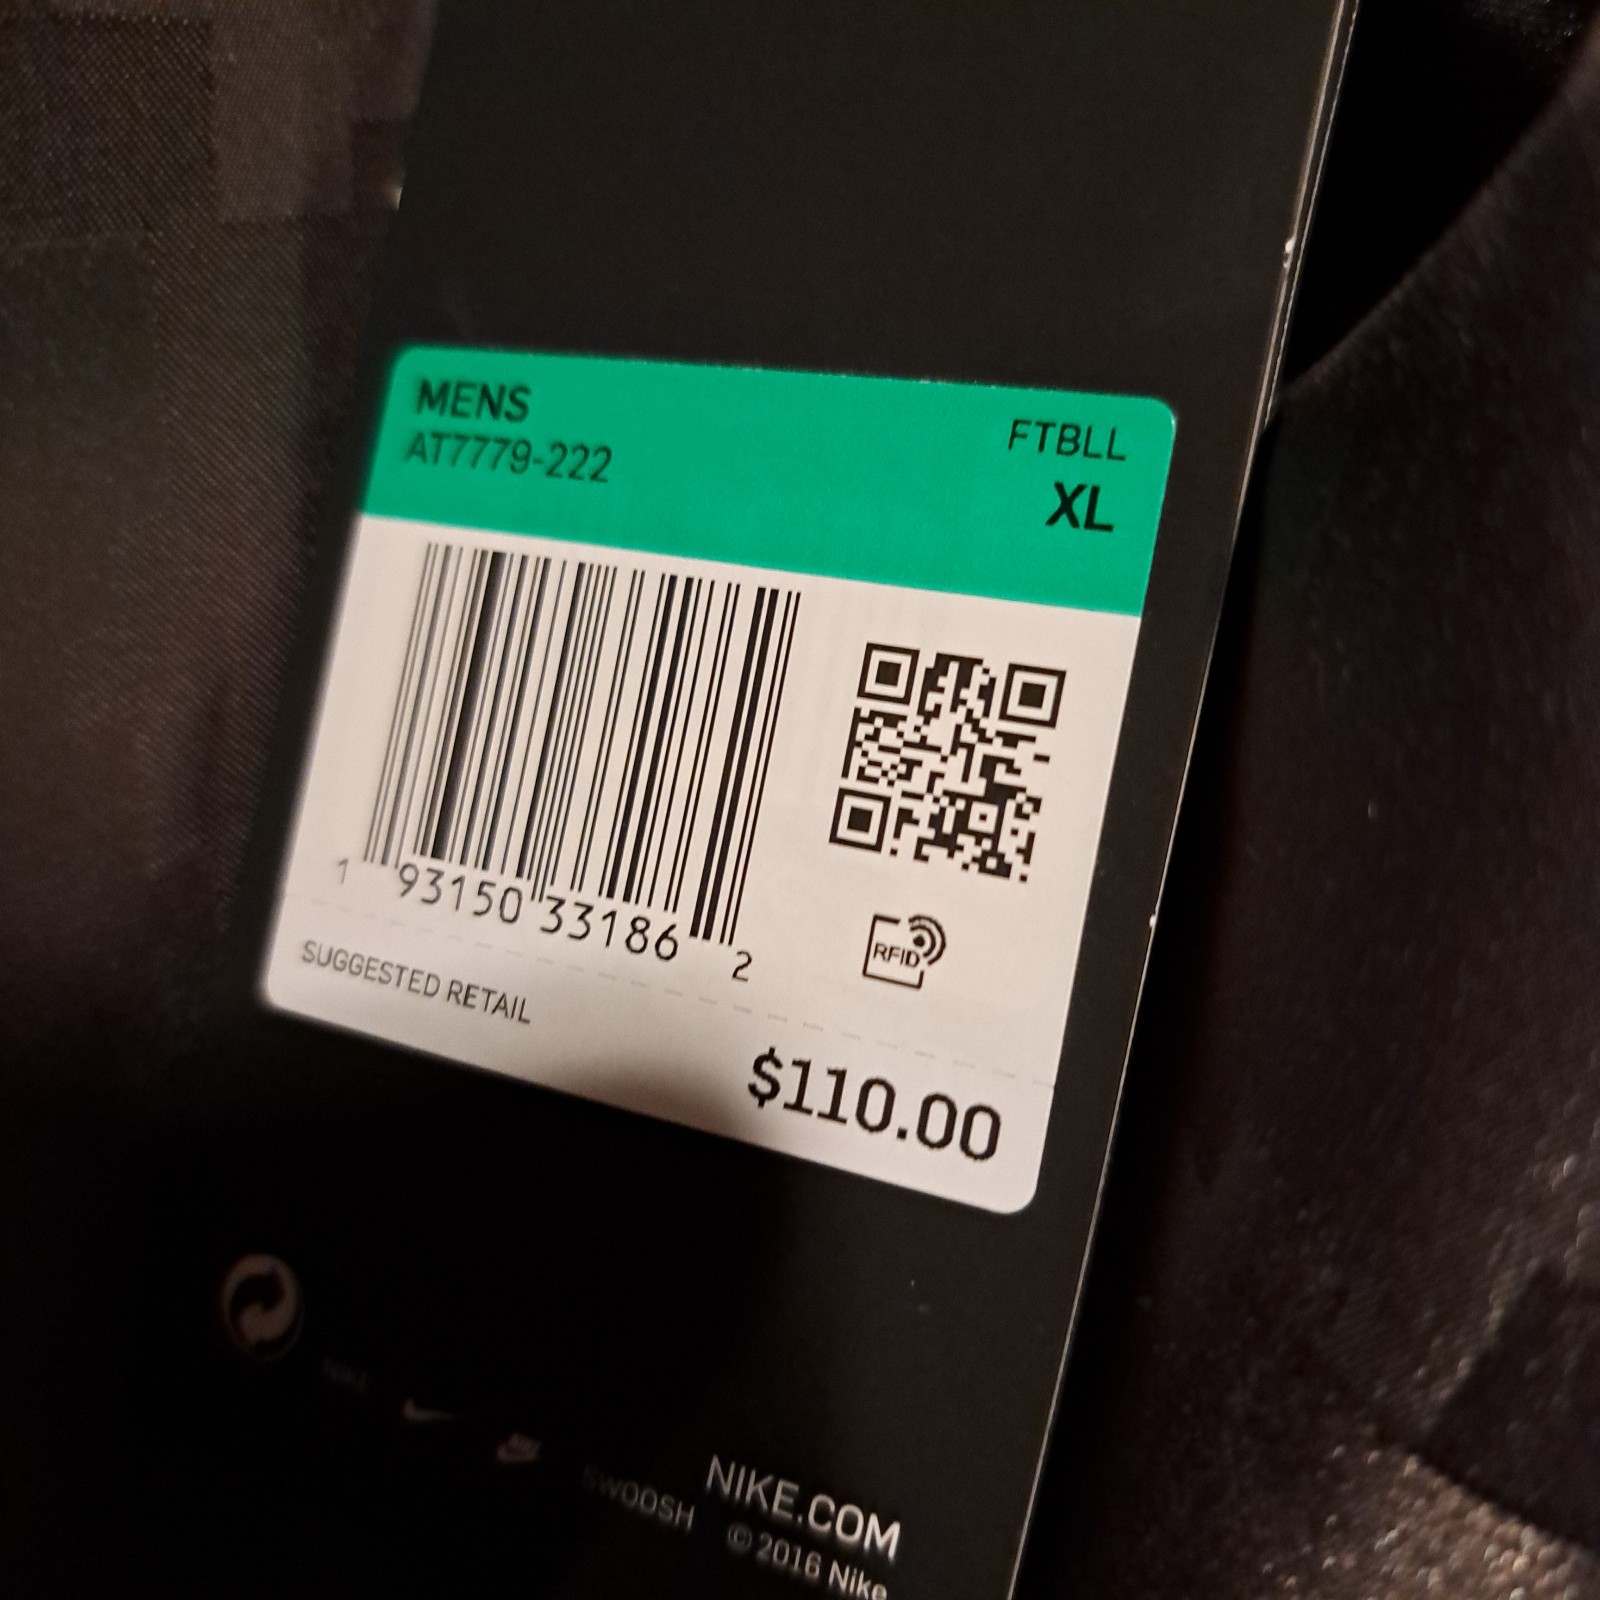 MENS
AT7779-222
FTBLL
XL
1 93150 33186 2
RFID
SUGGESTED RETAIL
$110.00
NIKE
SWOOSH
NIKE.COM
© 2016 Nike